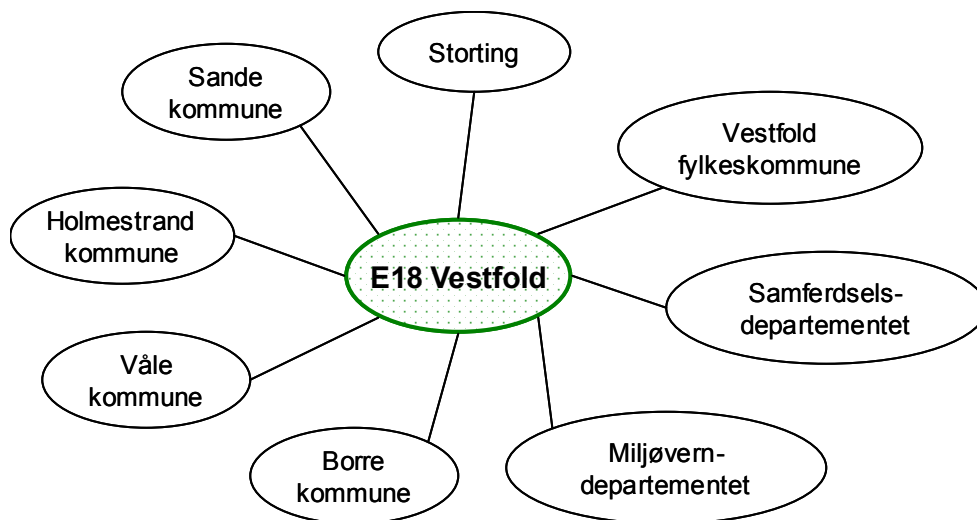 Storting
Sande
kommune
Vestfold
fylkeskommune
Holmestrand
kommune
E18 Vestfold
Samferdsels-
departementet
Våle
kommune
Borre
kommune
Miljøvern-
departementet